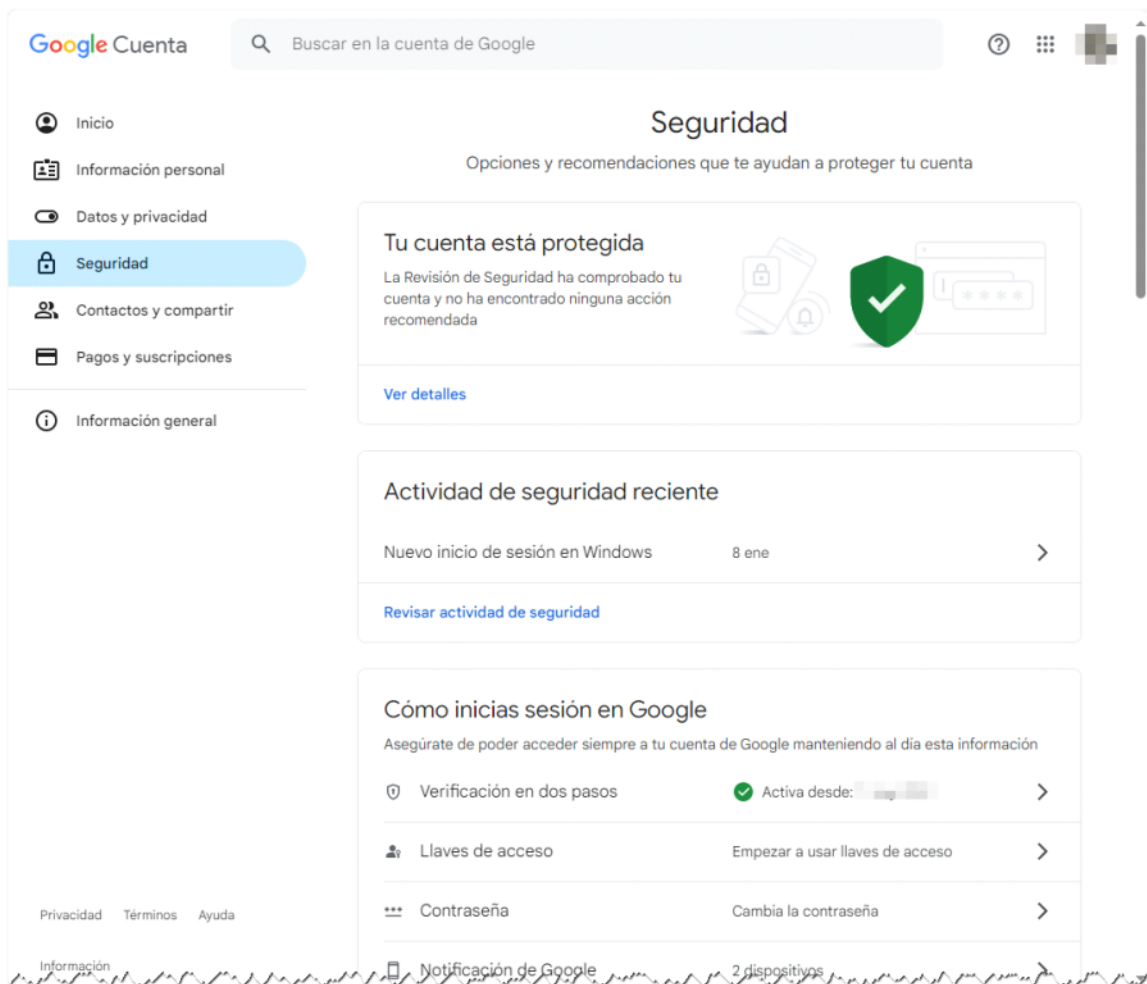 Google Cuenta
Buscar en la cuenta de Google
Inicio
Información personal
Datos y privacidad
Seguridad
Contactos y compartir
Pagos y suscripciones
Información general
Privacidad Términos Ayuda
Información
Seguridad
Opciones y recomendaciones que te ayudan a proteger tu cuenta
Tu cuenta está protegida
La Revisión de Seguridad ha comprobado tu
cuenta y no ha encontrado ninguna acción
recomendada
****
Ver detalles
Actividad de seguridad reciente
Nuevo inicio de sesión en Windows 8 ene
Revisar actividad de seguridad
Cómo inicias sesión en Google
Asegúrate de poder acceder siempre a tu cuenta de Google manteniendo al día esta información
Verificación en dos pasos Activa desde:
Llaves de acceso Empezar a usar llaves de acceso
Contraseña Cambia la contraseña
Notificación de Google 2 dispositivos